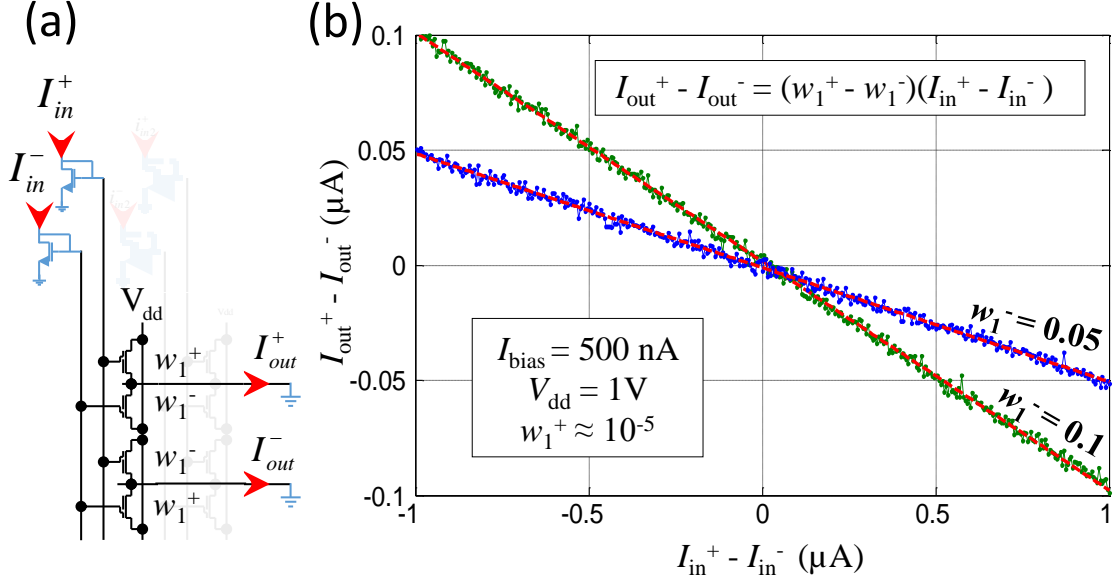 (a)
I_in^+
I_in^-
V_dd
w_1^+
I_out^+
w_1^-
w_1^-
I_out^-
w_1^+
(b)
0.1
0.05
0
-0.05
-0.1
I_out^+ - I_out^- (μA)
I_out^+ - I_out^- = (w_1^+ - w_1^-)(I_in^+ - I_in^- )
I_bias = 500 nA
V_dd = 1V
w_1^+ ≈ 10^-5
w_1^- = 0.05
w_1^- = 0.1
-1
-0.5
0
0.5
1
I_in^+ - I_in^- (μA)